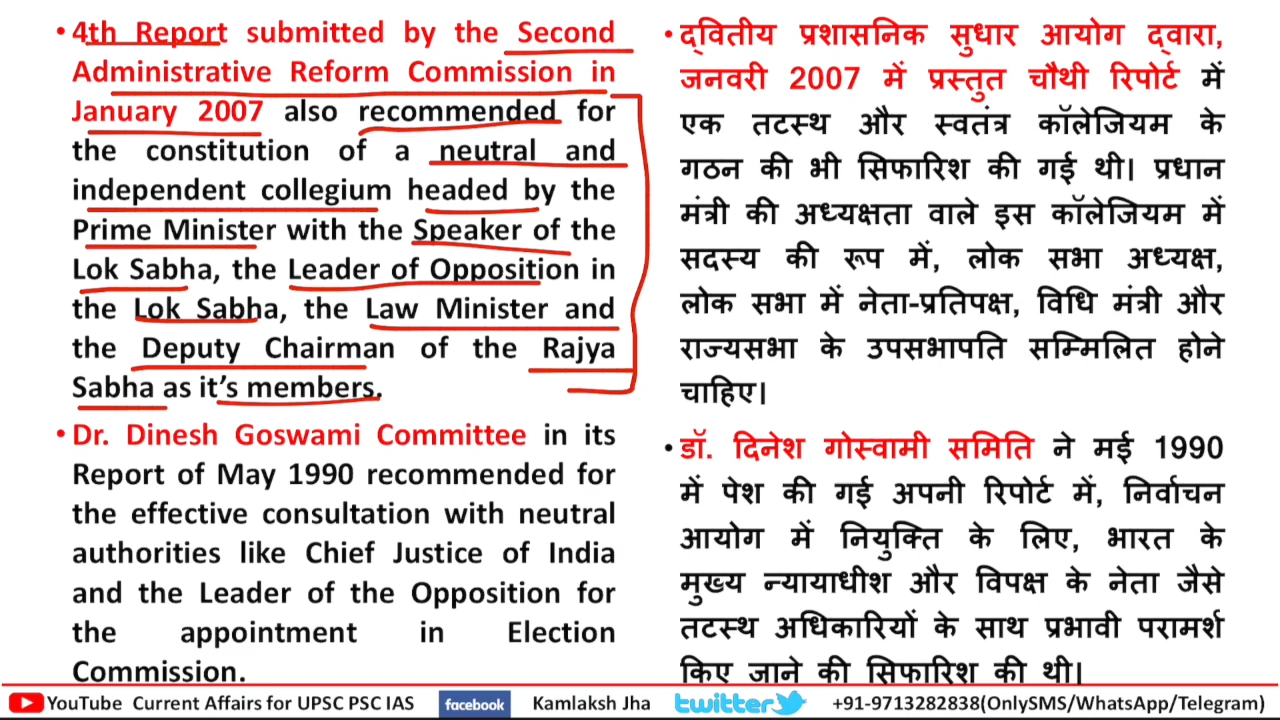 • 4th Report submitted by the Second
Administrative Reform Commission in
January 2007 also recommended for
the constitution of a neutral and
independent collegium headed by the
Prime Minister with the Speaker of the
Lok Sabha, the Leader of Opposition in
the Lok Sabha, the Law Minister and
the Deputy Chairman of the Rajya
Sabha as it's members.
• Dr. Dinesh Goswami Committee in its
Report of May 1990 recommended for
the effective consultation with neutral
authorities like Chief Justice of India
and the Leader of the Opposition for
the appointment in Election
Commission.
• द्वितीय प्रशासनिक सुधार आयोग द्वारा,
जनवरी 2007 में प्रस्तुत चौथी रिपोर्ट में
एक तटस्थ और स्वतंत्र कॉलेजियम के
गठन की भी सिफारिश की गई थी। प्रधान
मंत्री की अध्यक्षता वाले इस कॉलेजियम में
सदस्य की रूप में, लोक सभा अध्यक्ष,
लोक सभा में नेता-प्रतिपक्ष, विधि मंत्री और
राज्यसभा के उपसभापति सम्मिलित होने
चाहिए।
• डॉ. दिनेश गोस्वामी समिति ने मई 1990
में पेश की गई अपनी रिपोर्ट में, निर्वाचन
आयोग में नियुक्ति के लिए, भारत के
मुख्य न्यायाधीश और विपक्ष के नेता जैसे
तटस्थ अधिकारियों के साथ प्रभावी परामर्श
किए जाने की सिफारिश की थी।
YouTube Current Affairs for UPSC PSC IAS facebook Kamlaksh Jha twitter +91-9713282838(OnlySMS/WhatsApp/Telegram)